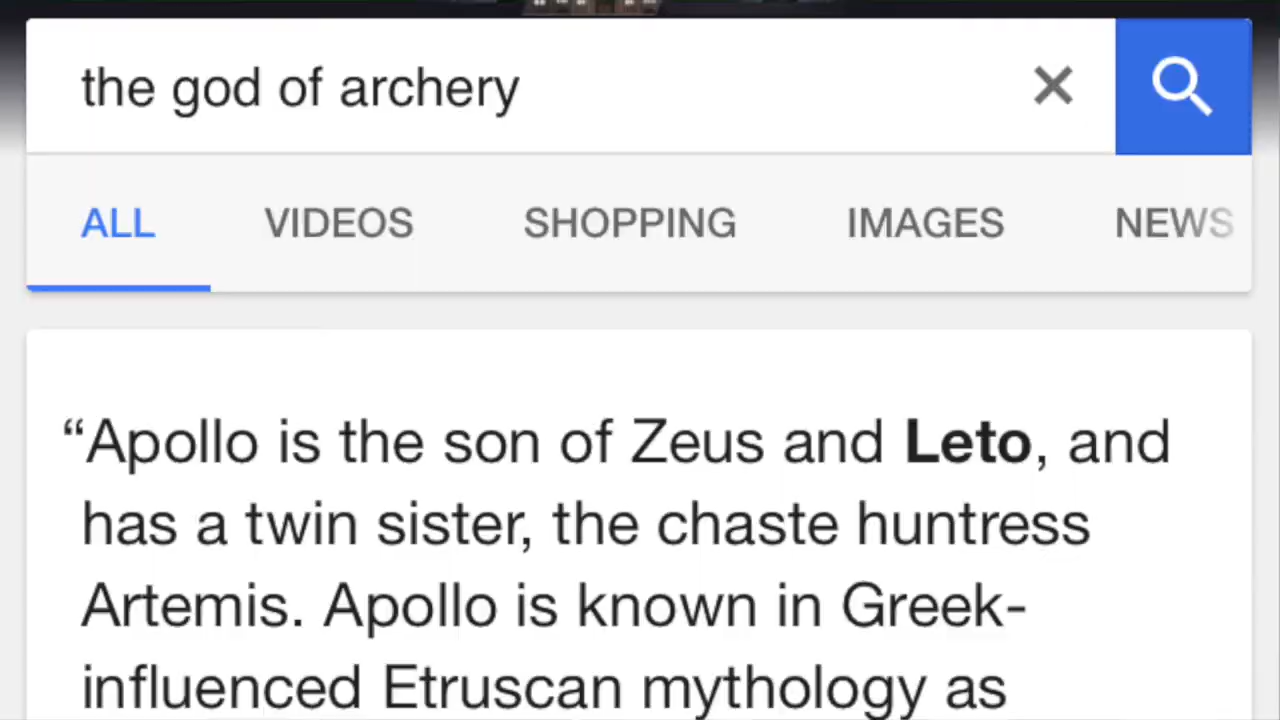 the god of archery
ALL VIDEOS SHOPPING IMAGES NEWS
“Apollo is the son of Zeus and Leto, and
has a twin sister, the chaste huntress
Artemis. Apollo is known in Greek-
influenced Etruscan mythology as